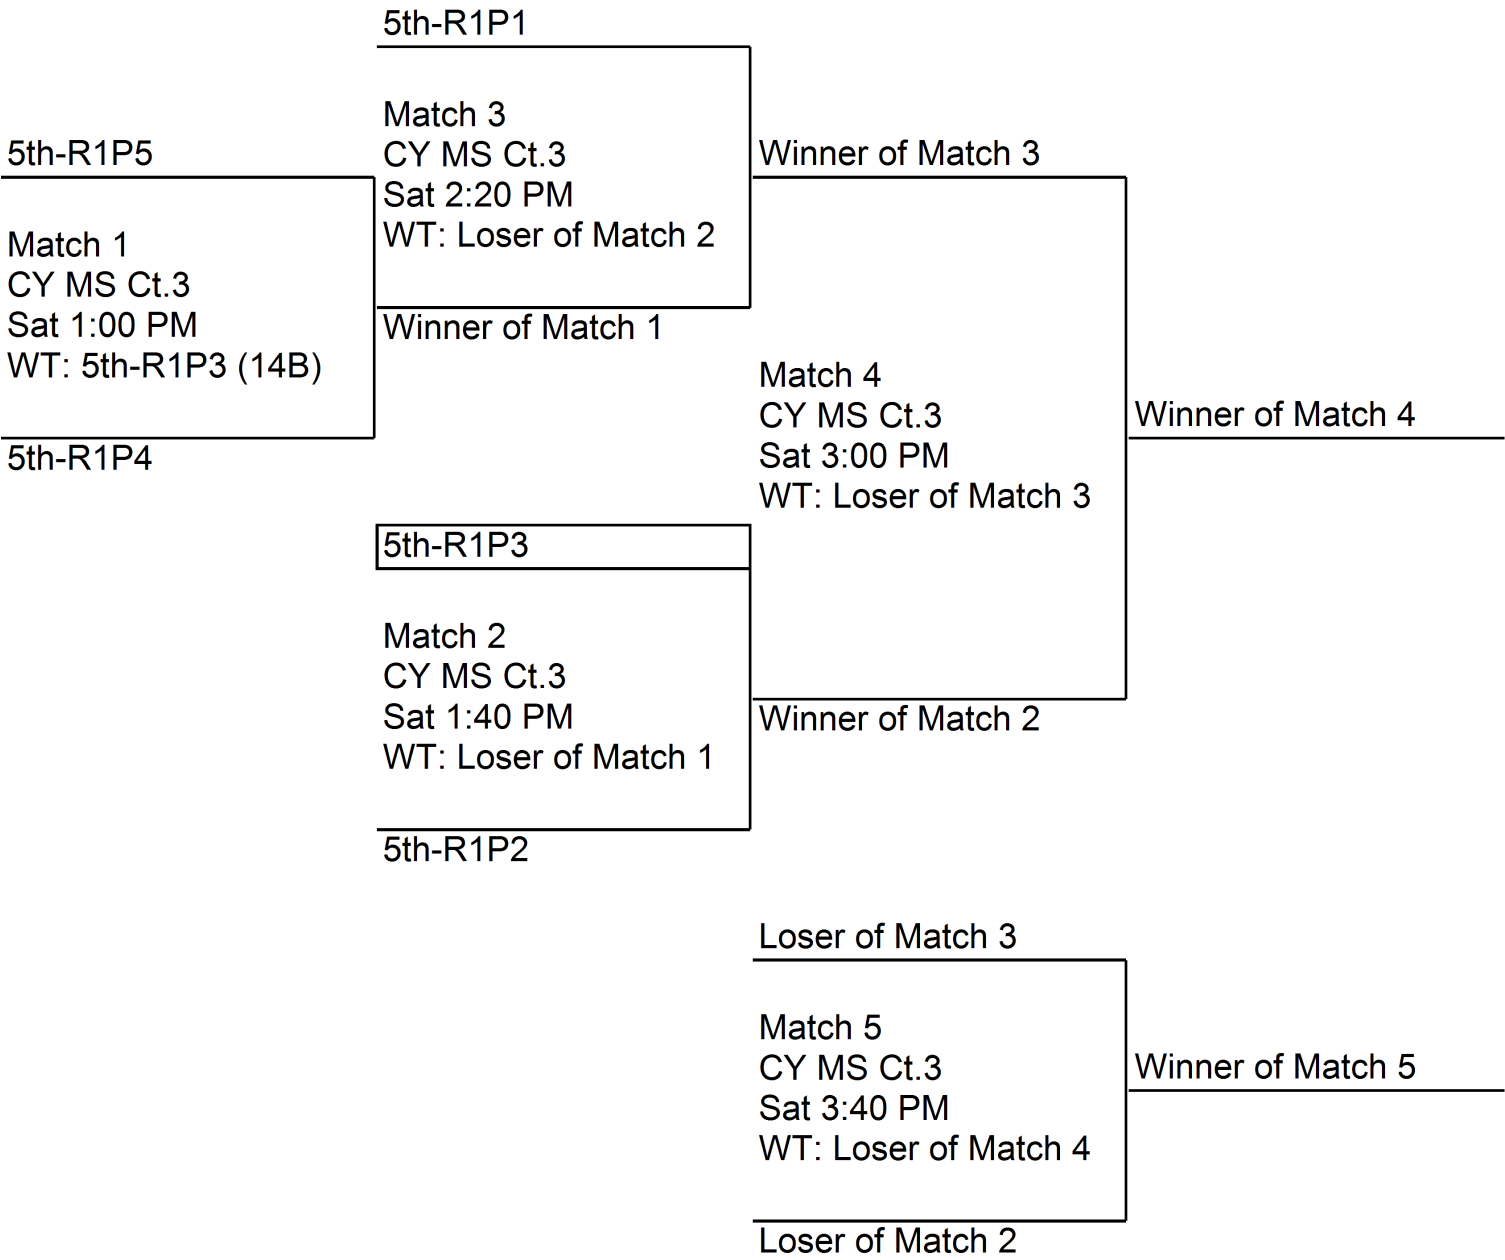 5th-R1P1
Match 3
CY MS Ct.3
Sat 2:20 PM
WT: Loser of Match 2
5th-R1P5
Match 1
CY MS Ct.3
Sat 1:00 PM
WT: 5th-R1P3 (14B)
5th-R1P4
Winner of Match 1
Winner of Match 3
Match 4
CY MS Ct.3
Sat 3:00 PM
WT: Loser of Match 3
Winner of Match 4
5th-R1P3
Match 2
CY MS Ct.3
Sat 1:40 PM
WT: Loser of Match 1
5th-R1P2
Winner of Match 2
Loser of Match 3
Match 5
CY MS Ct.3
Sat 3:40 PM
WT: Loser of Match 4
Loser of Match 2
Winner of Match 5